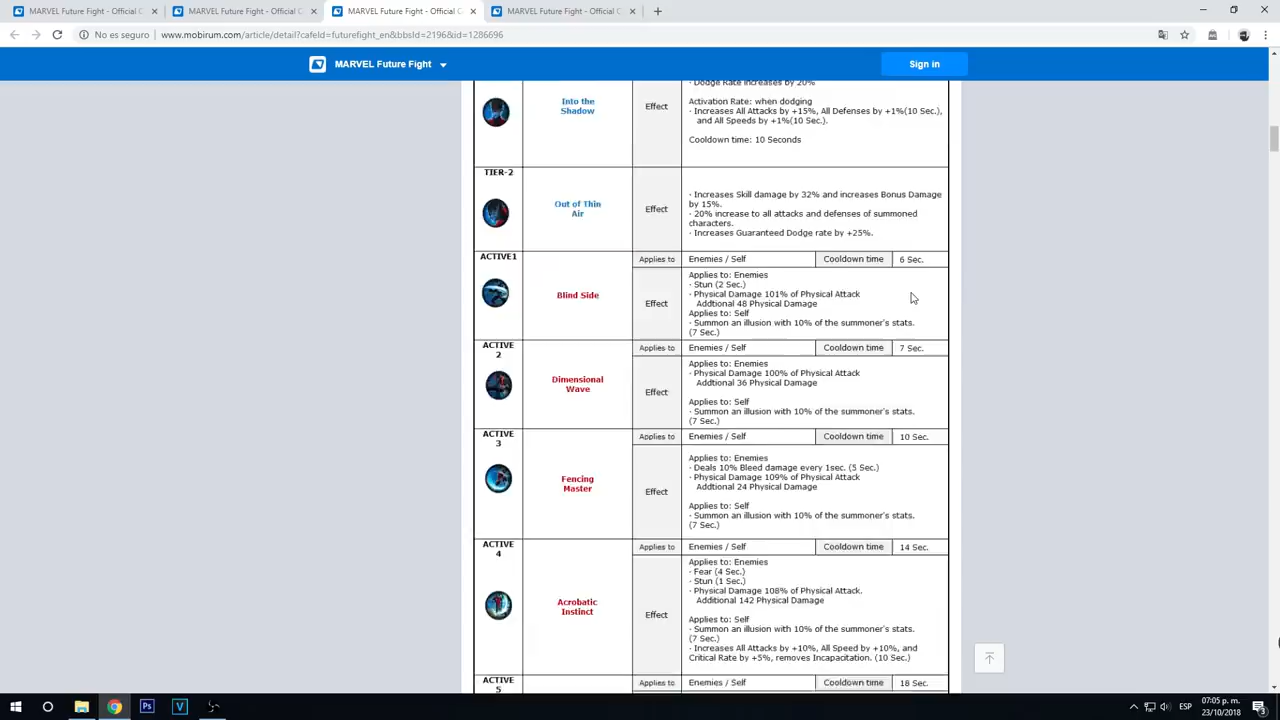 MARVEL Future Fight - Official C
MARVEL Future Fight - Official C
MARVEL Future Fight - Official C
MARVEL Future Fight - Official C
No es seguro | www.mobirum.com/article/detail?cafeId=futurefight_en&bbsId=2196&id=1286696
MARVEL Future Fight
Sign in
· Dodge Rate increases by 20%
Into the
Shadow
Effect
Activation Rate: when dodging
· Increases All Attacks by +15%, All Defenses by +1%(10 Sec.),
and All Speeds by +1%(10 Sec.).
Cooldown time: 10 Seconds
TIER-2
Out of Thin
Air
Effect
· Increases Skill damage by 32% and increases Bonus Damage
by 15%.
· 20% increase to all attacks and defenses of summoned
characters.
· Increases Guaranteed Dodge rate by +25%.
ACTIVE1
Blind Side
Applies to
Enemies / Self
Cooldown time
6 Sec.
Effect
Applies to: Enemies
· Stun (2 Sec.)
· Physical Damage 101% of Physical Attack
Addtional 48 Physical Damage
Applies to: Self
· Summon an illusion with 10% of the summoner's stats.
(7 Sec.)
ACTIVE
2
Dimensional
Wave
Applies to
Enemies / Self
Cooldown time
7 Sec.
Effect
Applies to: Enemies
· Physical Damage 100% of Physical Attack
Addtional 36 Physical Damage
Applies to: Self
· Summon an illusion with 10% of the summoner's stats.
(7 Sec.)
ACTIVE
3
Fencing
Master
Applies to
Enemies / Self
Cooldown time
10 Sec.
Effect
Applies to: Enemies
· Deals 10% Bleed damage every 1sec. (5 Sec.)
· Physical Damage 109% of Physical Attack
Addtional 24 Physical Damage
Applies to: Self
· Summon an illusion with 10% of the summoner's stats.
(7 Sec.)
ACTIVE
4
Acrobatic
Instinct
Applies to
Enemies / Self
Cooldown time
14 Sec.
Effect
Applies to: Enemies
· Fear (4 Sec.)
· Stun (1 Sec.)
· Physical Damage 108% of Physical Attack.
Additional 142 Physical Damage
Applies to: Self
· Summon an illusion with 10% of the summoner's stats.
(7 Sec.)
· Increases All Attacks by +10%, All Speed by +10%, and
Critical Rate by +5%, removes Incapacitation. (10 Sec.)
ACTIVE
5
Applies to
Enemies / Self
Cooldown time
18 Sec.
Ps
V
ESP
07:05 p. m.
23/10/2018
3